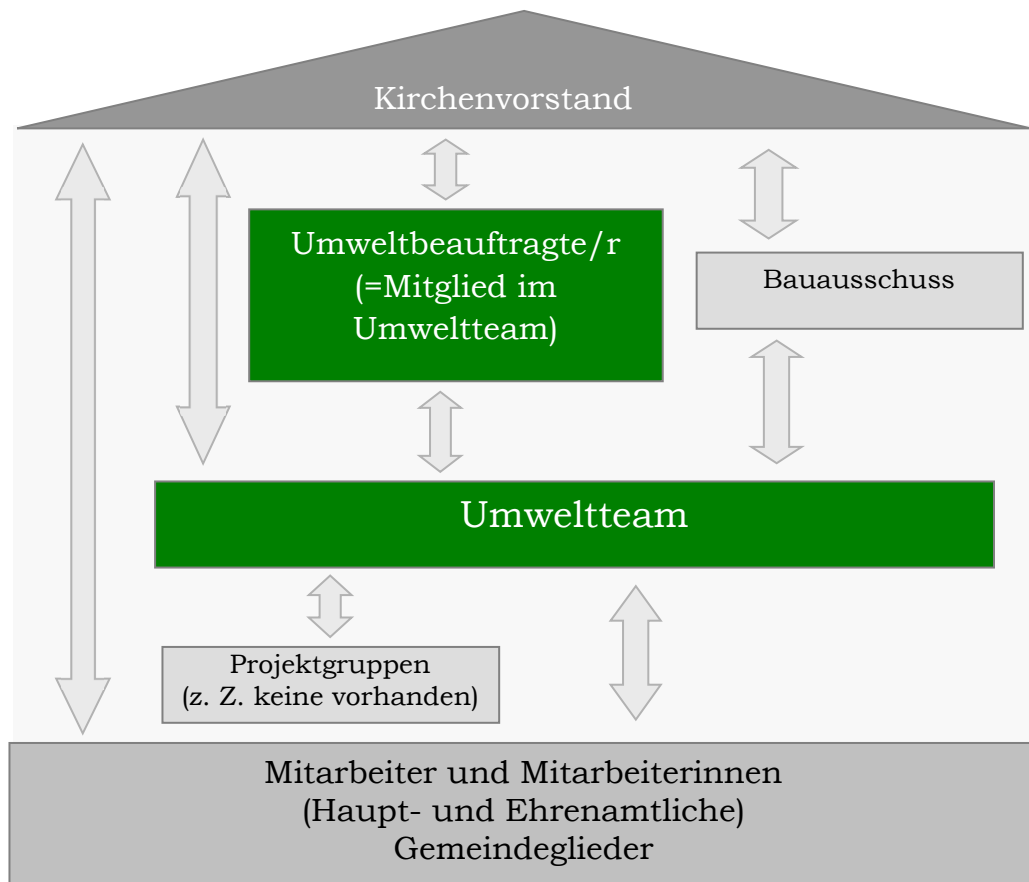 Kirchenvorstand
Umweltbeauftragte/r
(=Mitglied im
Umweltteam)
Bauausschuss
Umweltteam
Projektgruppen
(z. Z. keine vorhanden)
Mitarbeiter und Mitarbeiterinnen
(Haupt- und Ehrenamtliche)
Gemeindeglieder